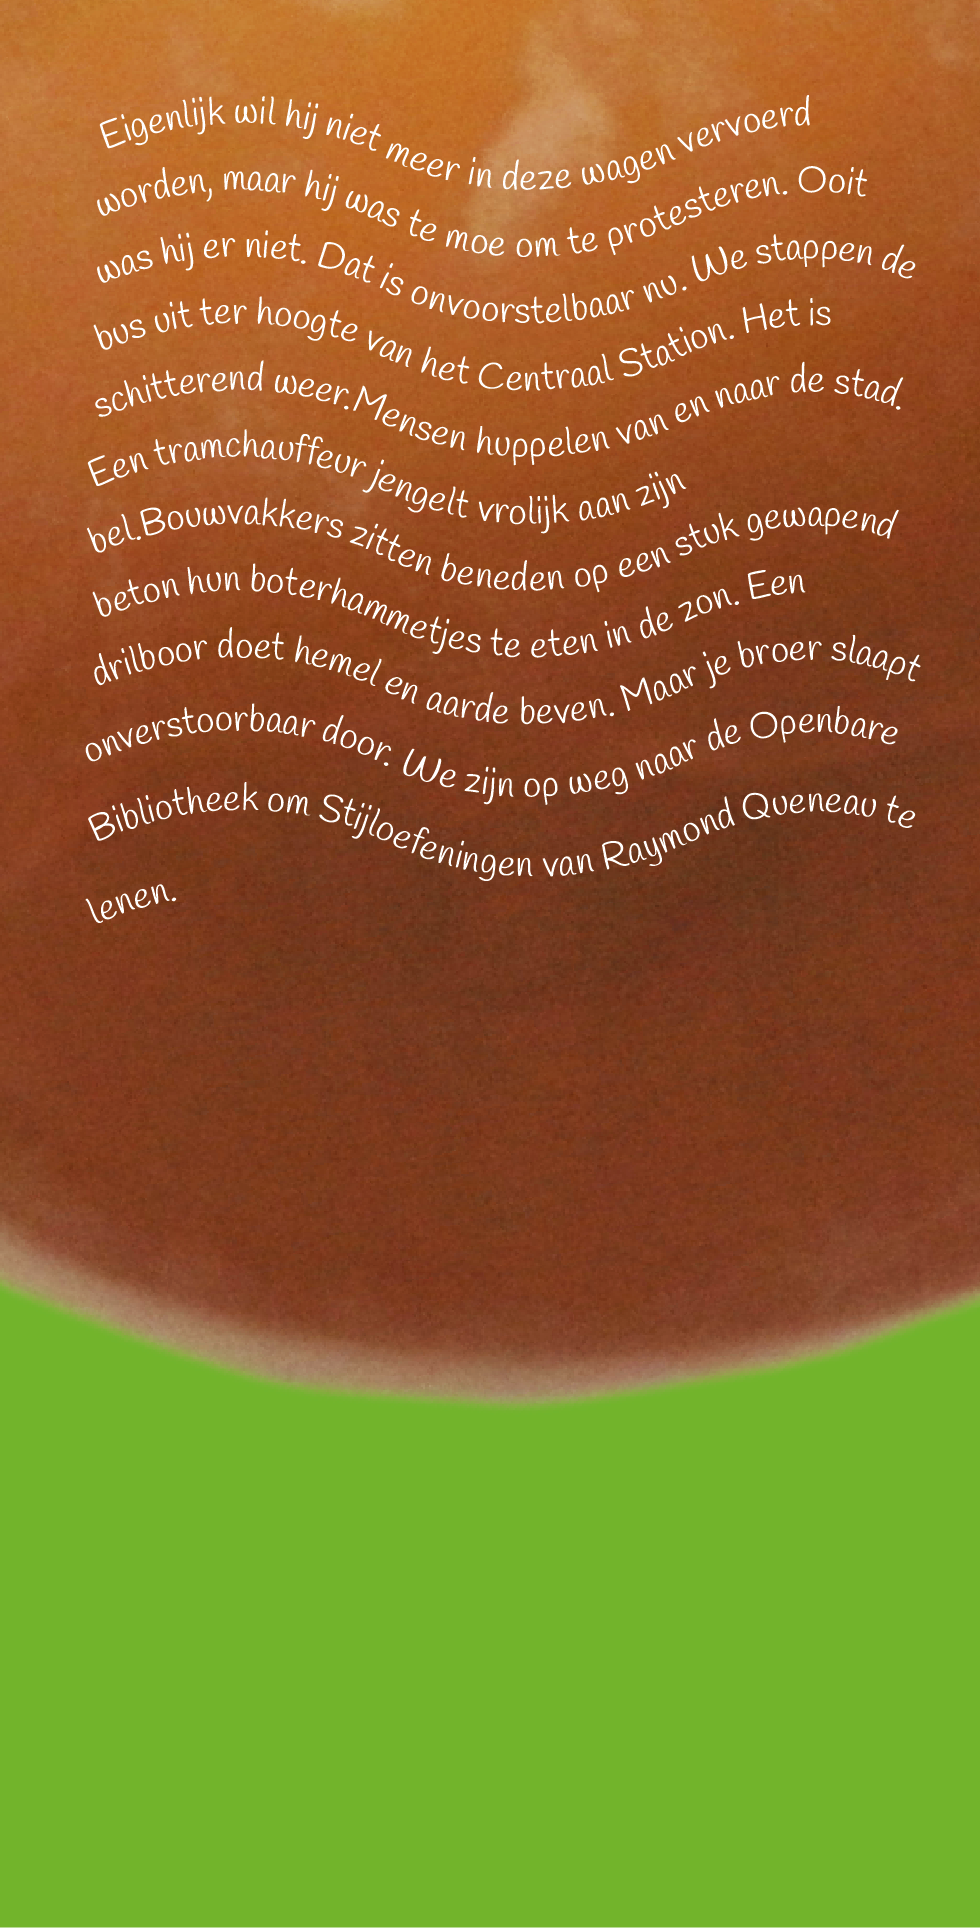 Eigenlijk wil hij niet meer in deze wagen vervoerd
worden, maar hij was te moe om te protesteren. Ooit
was hij er niet. Dat is onvoorstelbaar nu. We stappen de
bus uit ter hoogte van het Centraal Station. Het is
schitterend weer.Mensen huppelen van en naar de stad.
Een tramchauffeur jengelt vrolijk aan zijn
bel.Bouwvakkers zitten beneden op een stuk gewapend
beton hun boterhammetjes te eten in de zon. Een
drilboor doet hemel en aarde beven. Maar je broer slaapt
onverstoorbaar door. We zijn op weg naar de Openbare
Bibliotheek om Stijloefeningen van Raymond Queneau te
lenen.